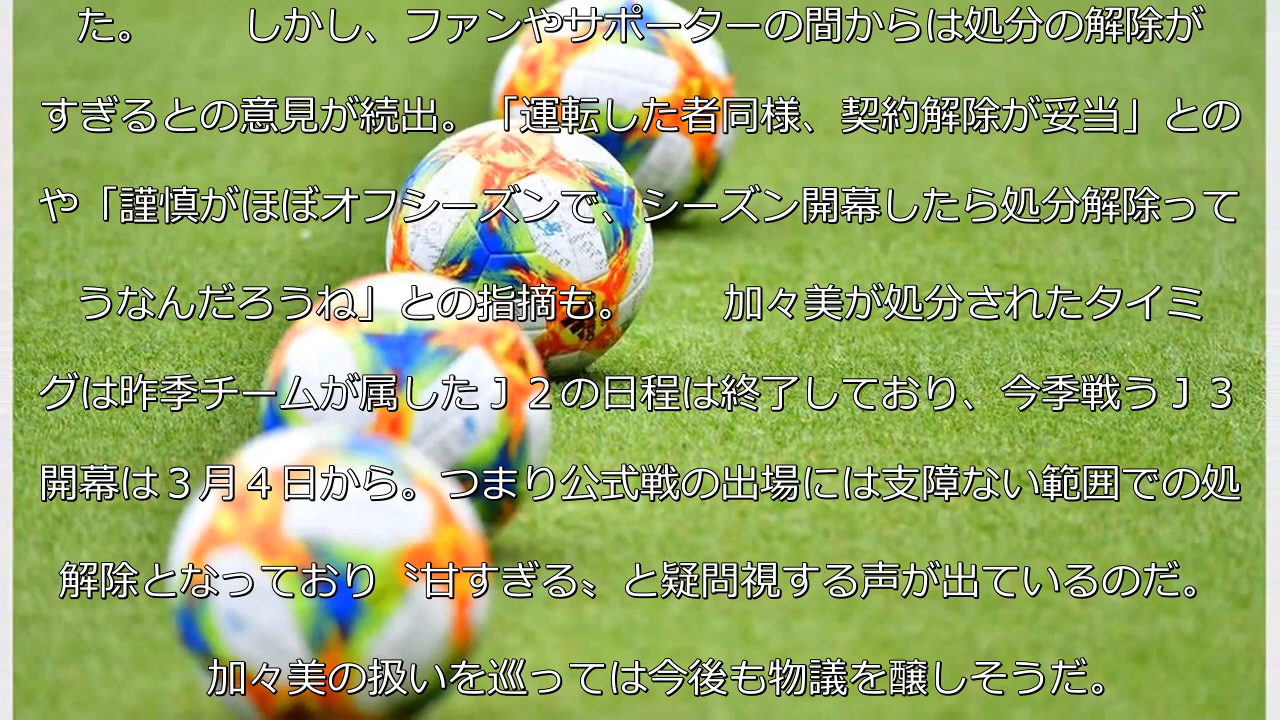 た。　　　しかし、ファンやサポーターの間からは処分の解除が
すぎるとの意見が続出。「運転した者同様、契約解除が妥当」との
や「謹慎がほぼオフシーズンで、シーズン開幕したら処分解除って
うなんだろうね」との指摘も。　　　加々美が処分されたタイミ
グは昨季チームが属したＪ２の日程は終了しており、今季戦うＪ３
開幕は３月４日から。つまり公式戦の出場には支障ない範囲での処
解除となっており〝甘すぎる〟と疑問視する声が出ているのだ。
加々美の扱いを巡っては今後も物議を醸しそうだ。